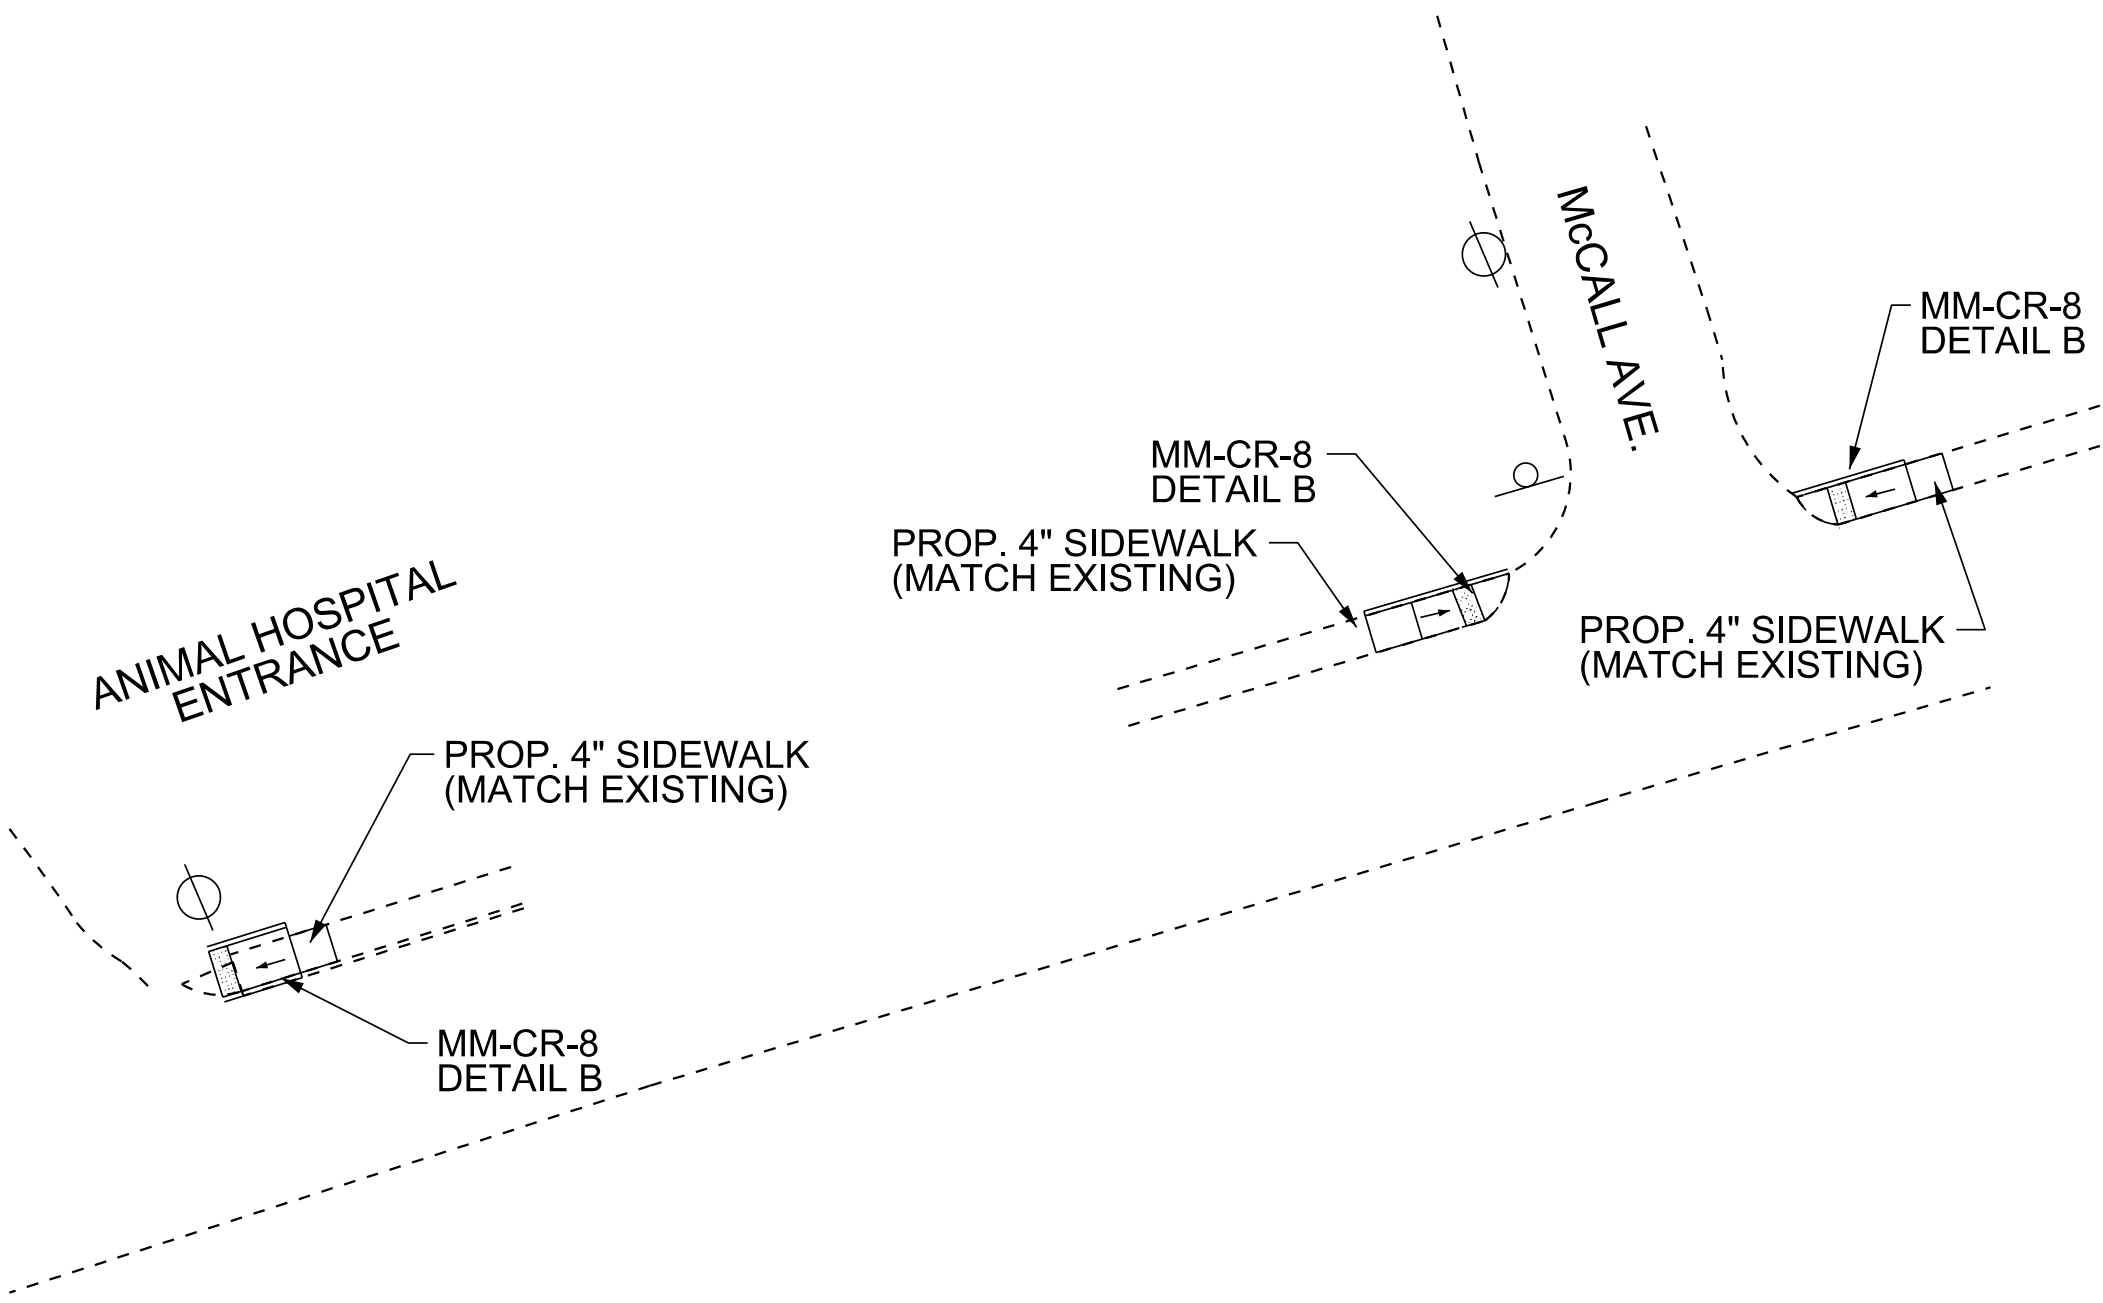 McCALL AVE.
MM-CR-8
DETAIL B
MM-CR-8
DETAIL B
PROP. 4" SIDEWALK
(MATCH EXISTING)
PROP. 4" SIDEWALK
(MATCH EXISTING)
ANIMAL HOSPITAL
ENTRANCE
PROP. 4" SIDEWALK
(MATCH EXISTING)
MM-CR-8
DETAIL B